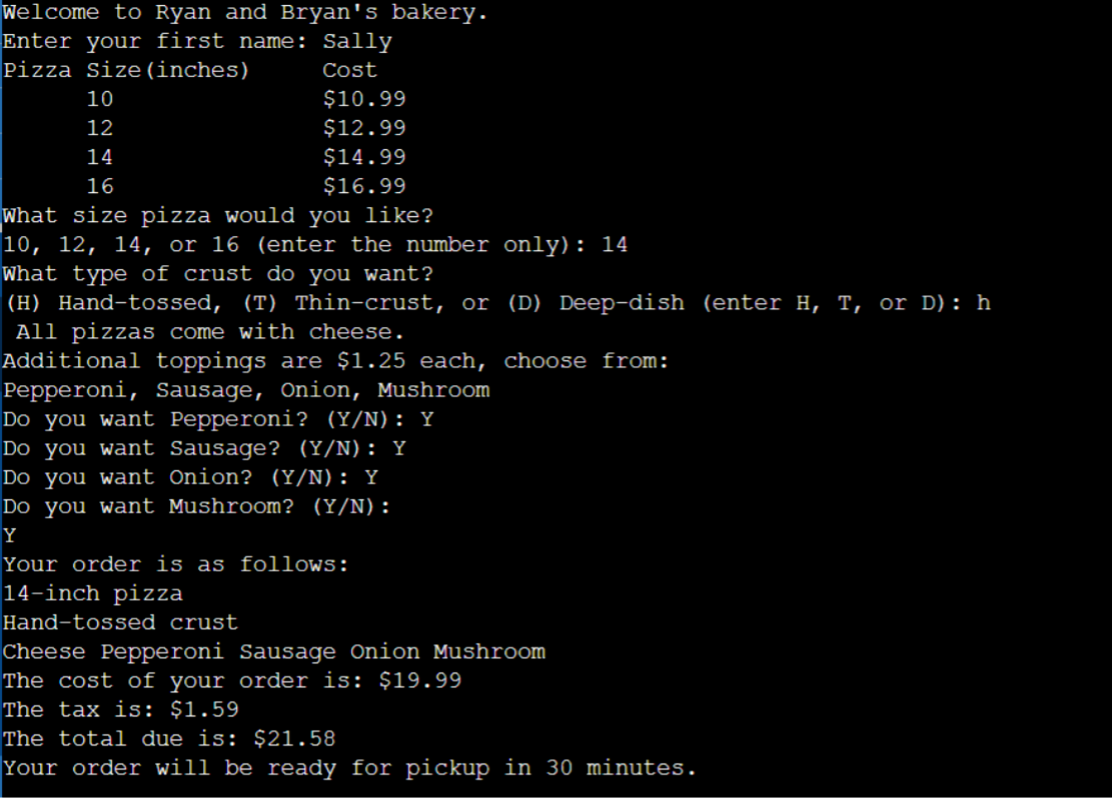 Welcome to Ryan and Bryan's bakery.
Enter your first name: Sally
Pizza Size(inches)     Cost
      10               $10.99
      12               $12.99
      14               $14.99
      16               $16.99
What size pizza would you like?
10, 12, 14, or 16 (enter the number only): 14
What type of crust do you want?
(H) Hand-tossed, (T) Thin-crust, or (D) Deep-dish (enter H, T, or D): h
 All pizzas come with cheese.
Additional toppings are $1.25 each, choose from:
Pepperoni, Sausage, Onion, Mushroom
Do you want Pepperoni? (Y/N): Y
Do you want Sausage? (Y/N): Y
Do you want Onion? (Y/N): Y
Do you want Mushroom? (Y/N):
Y
Your order is as follows:
14-inch pizza
Hand-tossed crust
Cheese Pepperoni Sausage Onion Mushroom
The cost of your order is: $19.99
The tax is: $1.59
The total due is: $21.58
Your order will be ready for pickup in 30 minutes.